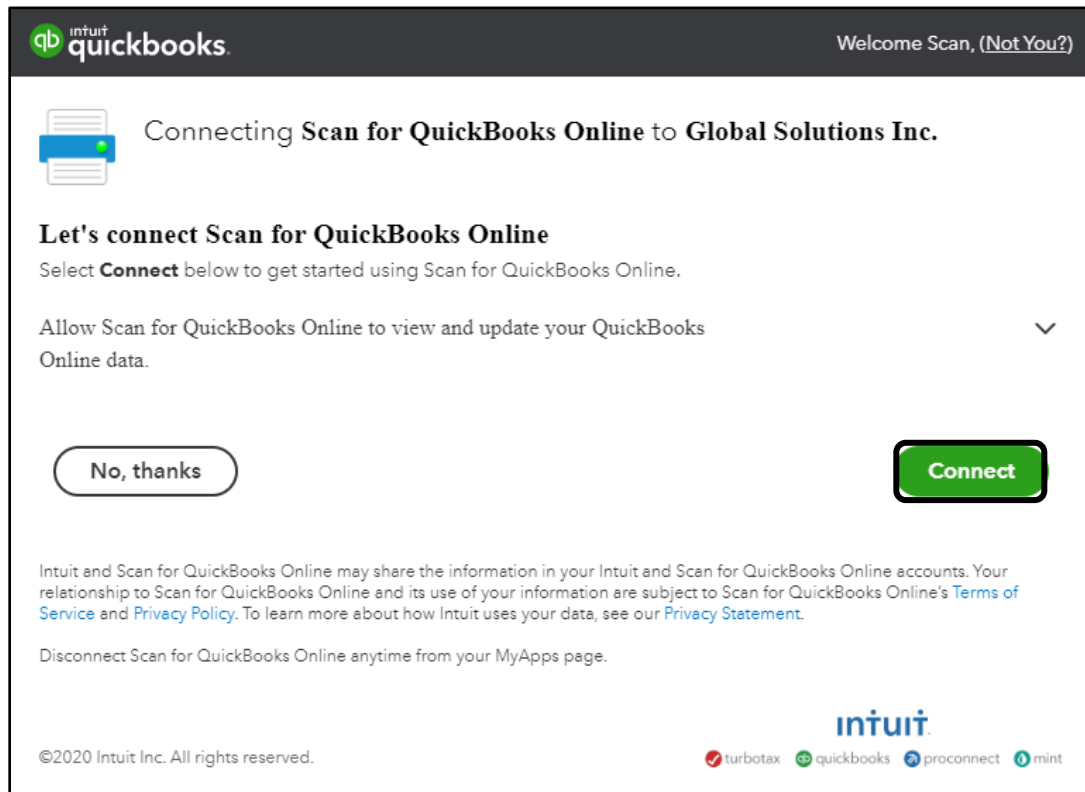 qb intuit quickbooks. Welcome Scan, (Not You?)
Connecting Scan for QuickBooks Online to Global Solutions Inc.
Let's connect Scan for QuickBooks Online
Select Connect below to get started using Scan for QuickBooks Online.
Allow Scan for QuickBooks Online to view and update your QuickBooks
Online data.
No, thanks
Connect
Intuit and Scan for QuickBooks Online may share the information in your Intuit and Scan for QuickBooks Online accounts. Your
relationship to Scan for QuickBooks Online and its use of your information are subject to Scan for QuickBooks Online's Terms of
Service and Privacy Policy. To learn more about how Intuit uses your data, see our Privacy Statement.
Disconnect Scan for QuickBooks Online anytime from your MyApps page.
intuit.
©2020 Intuit Inc. All rights reserved.
turbotax qb quickbooks proconnect mint